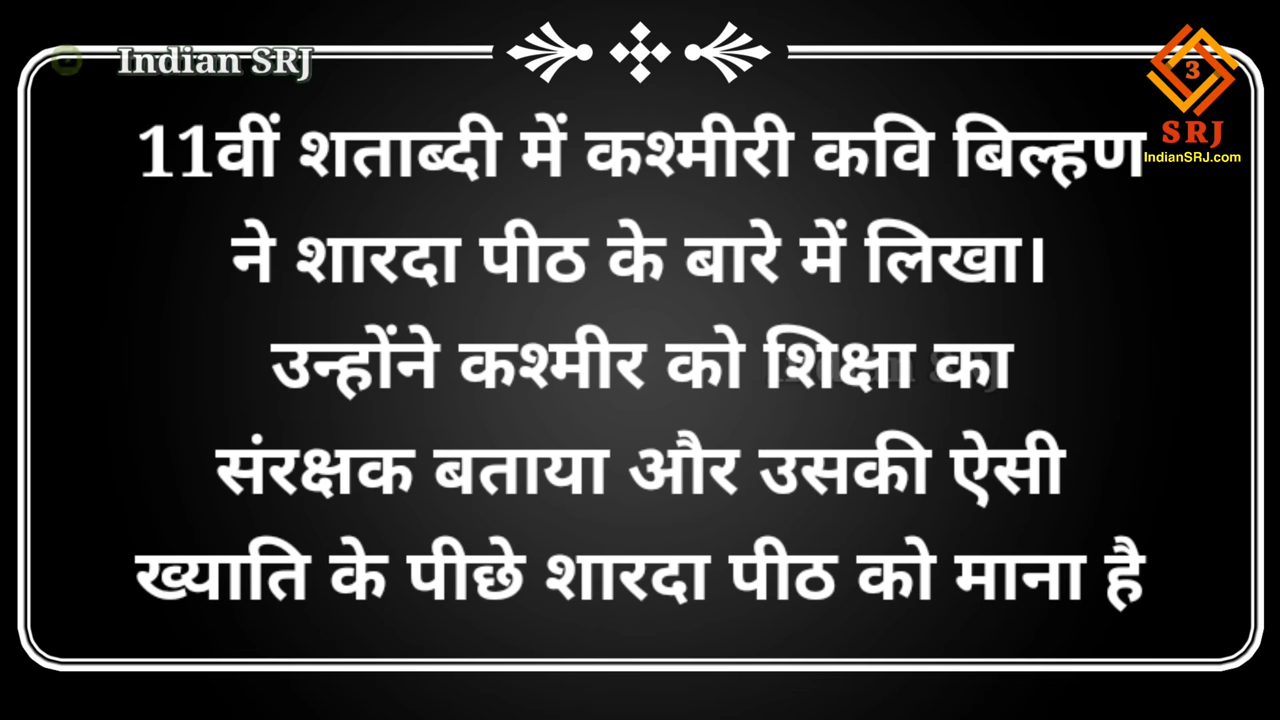 Indian SRJ
3
SRJ
IndianSRJ.com
11वीं शताब्दी में कश्मीरी कवि बिल्हण
ने शारदा पीठ के बारे में लिखा।
उन्होंने कश्मीर को शिक्षा का
संरक्षक बताया और उसकी ऐसी
ख्याति के पीछे शारदा पीठ को माना है